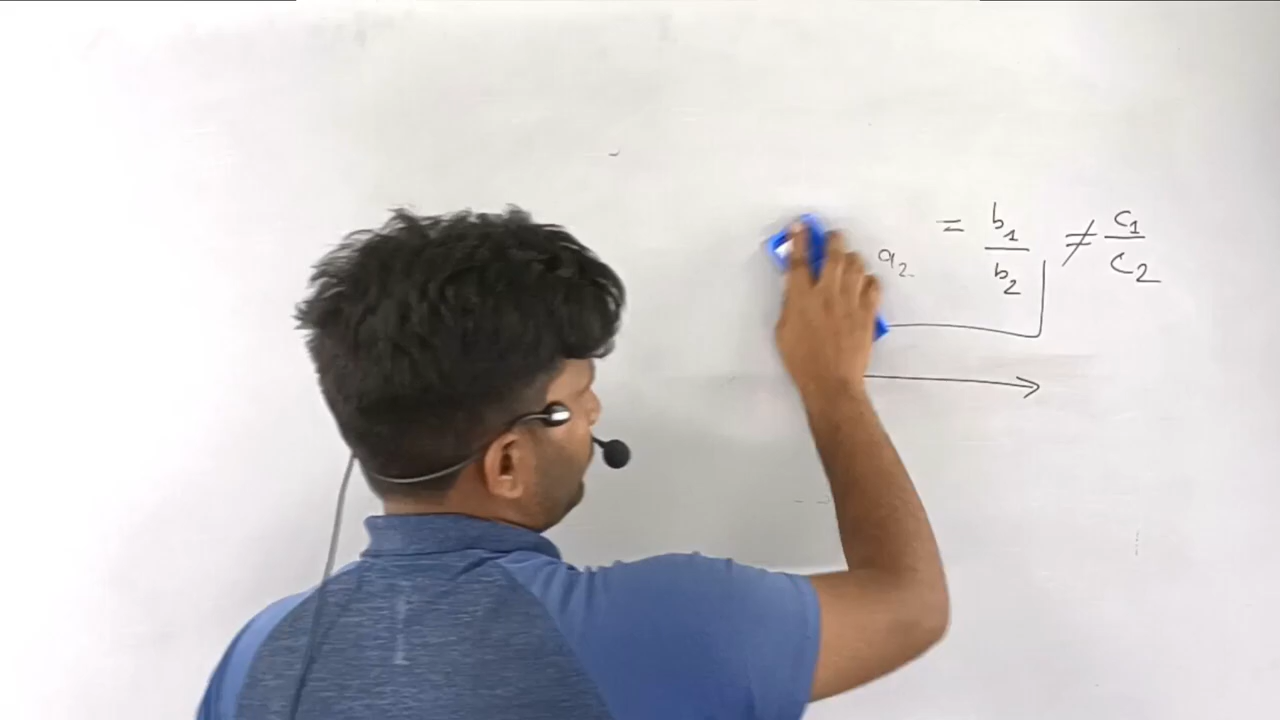 a₂ = b₁/b₂ ≠ c₁/c₂